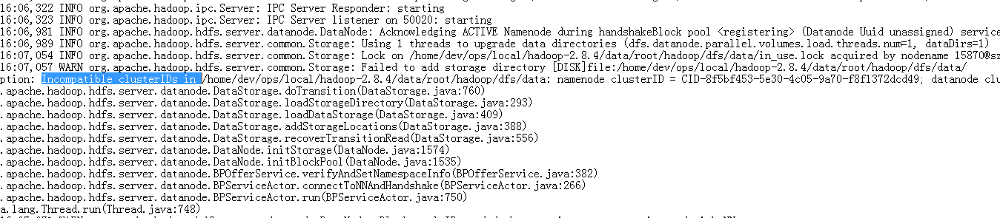 16:06,322 INFO org.apache.hadoop.ipc.Server: IPC Server Responder: starting
16:06,323 INFO org.apache.hadoop.ipc.Server: IPC Server listener on 50020: starting
16:06,981 INFO org.apache.hadoop.hdfs.server.datanode.DataNode: Acknowledging ACTIVE Namenode during handshakeBlock pool <registering> (Datanode Uuid unassigned) service
16:06,989 INFO org.apache.hadoop.hdfs.server.common.Storage: Using 1 threads to upgrade data directories (dfs.datanode.parallel.volumes.load.threads.num=1, dataDirs=1)
16:07,054 INFO org.apache.hadoop.hdfs.server.common.Storage: Lock on /home/dev/ops/local/hadoop-2.8.4/data/root/hadoop/dfs/data/in_use.lock acquired by nodename 15870@sz
16:07,057 WARN org.apache.hadoop.hdfs.server.common.Storage: Failed to add storage directory [DISK]file:/home/dev/ops/local/hadoop-2.8.4/data/root/hadoop/dfs/data/
ption: Incompatible clusterIDs in /home/dev/ops/local/hadoop-2.8.4/data/root/hadoop/dfs/data: namenode clusterID = CID-8f5bf453-5e30-4c05-9a70-f8f1372dcd49; datanode clu
.apache.hadoop.hdfs.server.datanode.DataStorage.doTransition(DataStorage.java:760)
.apache.hadoop.hdfs.server.datanode.DataStorage.loadStorageDirectory(DataStorage.java:293)
.apache.hadoop.hdfs.server.datanode.DataStorage.loadDataStorage(DataStorage.java:409)
.apache.hadoop.hdfs.server.datanode.DataStorage.addStorageLocations(DataStorage.java:388)
.apache.hadoop.hdfs.server.datanode.DataStorage.recoverTransitionRead(DataStorage.java:556)
.apache.hadoop.hdfs.server.datanode.DataNode.initStorage(DataNode.java:1574)
.apache.hadoop.hdfs.server.datanode.DataNode.initBlockPool(DataNode.java:1535)
.apache.hadoop.hdfs.server.datanode.BPOfferService.verifyAndSetNamespaceInfo(BPOfferService.java:382)
.apache.hadoop.hdfs.server.datanode.BPServiceActor.connectToNNAndHandshake(BPServiceActor.java:266)
.apache.hadoop.hdfs.server.datanode.BPServiceActor.run(BPServiceActor.java:750)
a.lang.Thread.run(Thread.java:748)